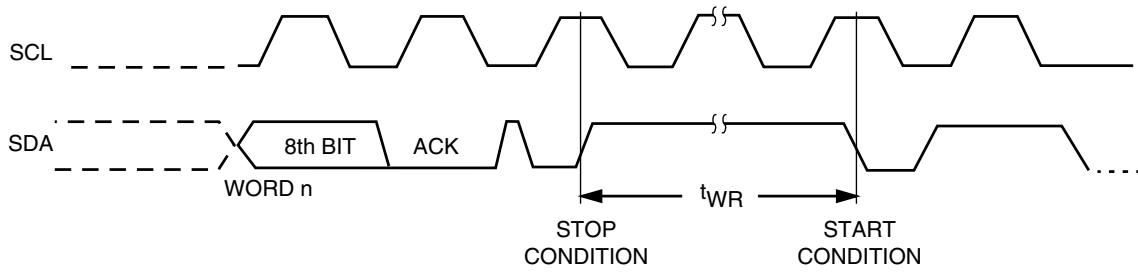 SCL
SDA
8th BIT
ACK
WORD n
tWR
STOP
CONDITION
START
CONDITION